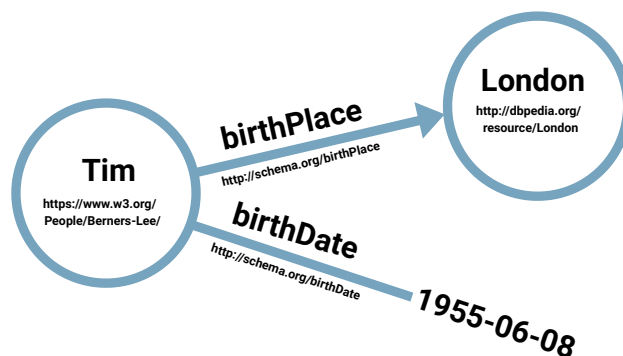 London
http://dbpedia.org/
resource/London
birthPlace
http://schema.org/birthPlace
Tim
https://www.w3.org/
People/Berners-Lee/
birthDate
http://schema.org/birthDate
1955-06-08